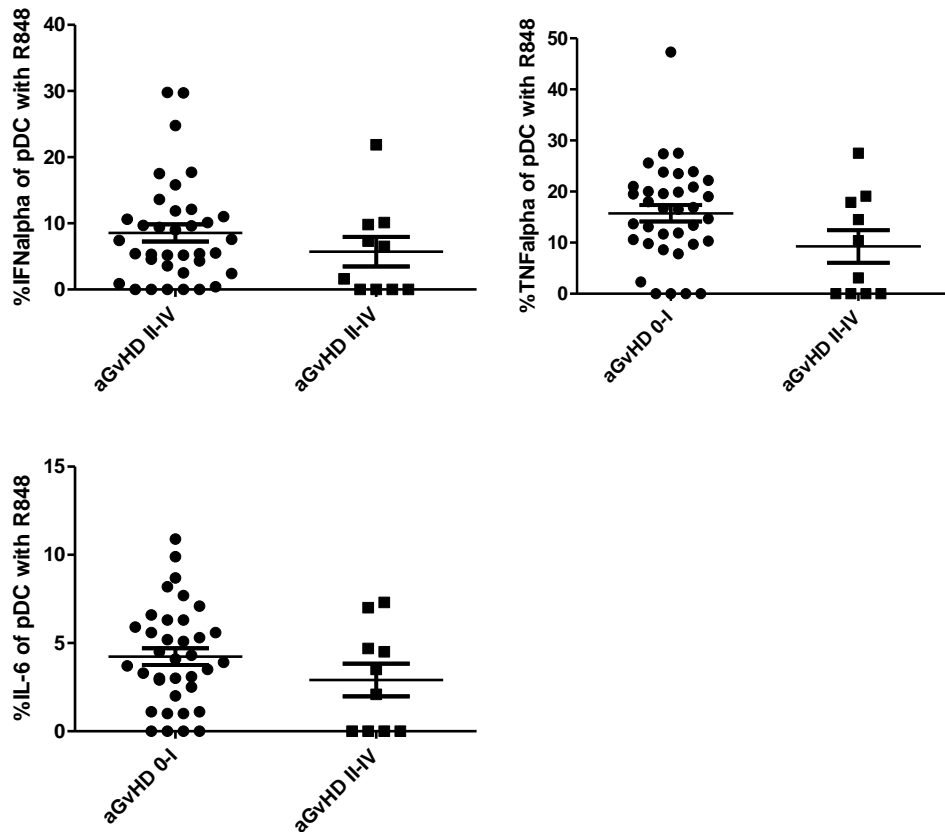 %IFNalpha of pDC with R848
40
30
20
10
0
aGvHD II-IV
aGvHD II-IV
%TNFalpha of pDC with R848
50
40
30
20
10
0
aGvHD 0-I
aGvHD II-IV
%IL-6 of pDC with R848
15
10
5
0
aGvHD 0-I
aGvHD II-IV